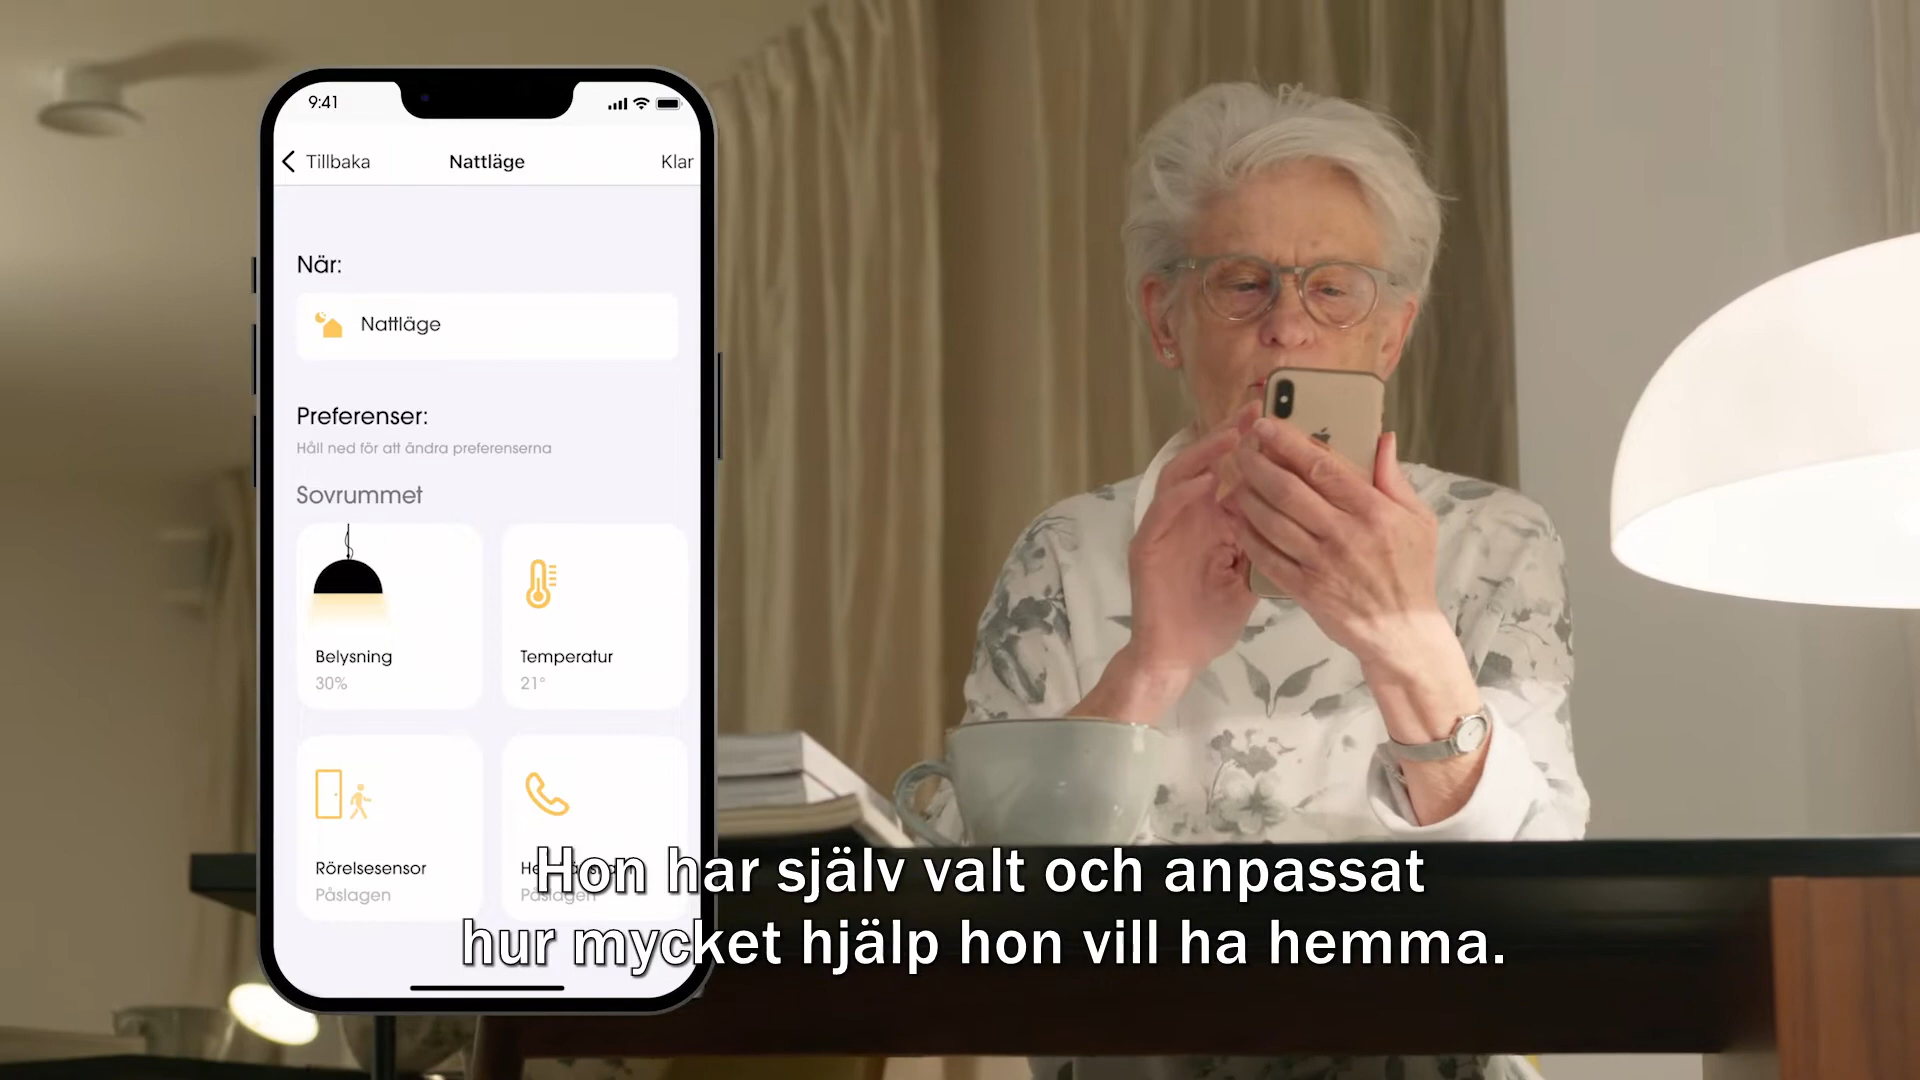 9:41
Tillbaka Nattläge Klar
När:
Nattläge
Preferenser:
Håll ned för att ändra preferenserna
Sovrummet
Belysning Temperatur
30% 21°
Rörelsesensor
Påslagen Påslagen
Hon har själv valt och anpassat
hur mycket hjälp hon vill ha hemma.